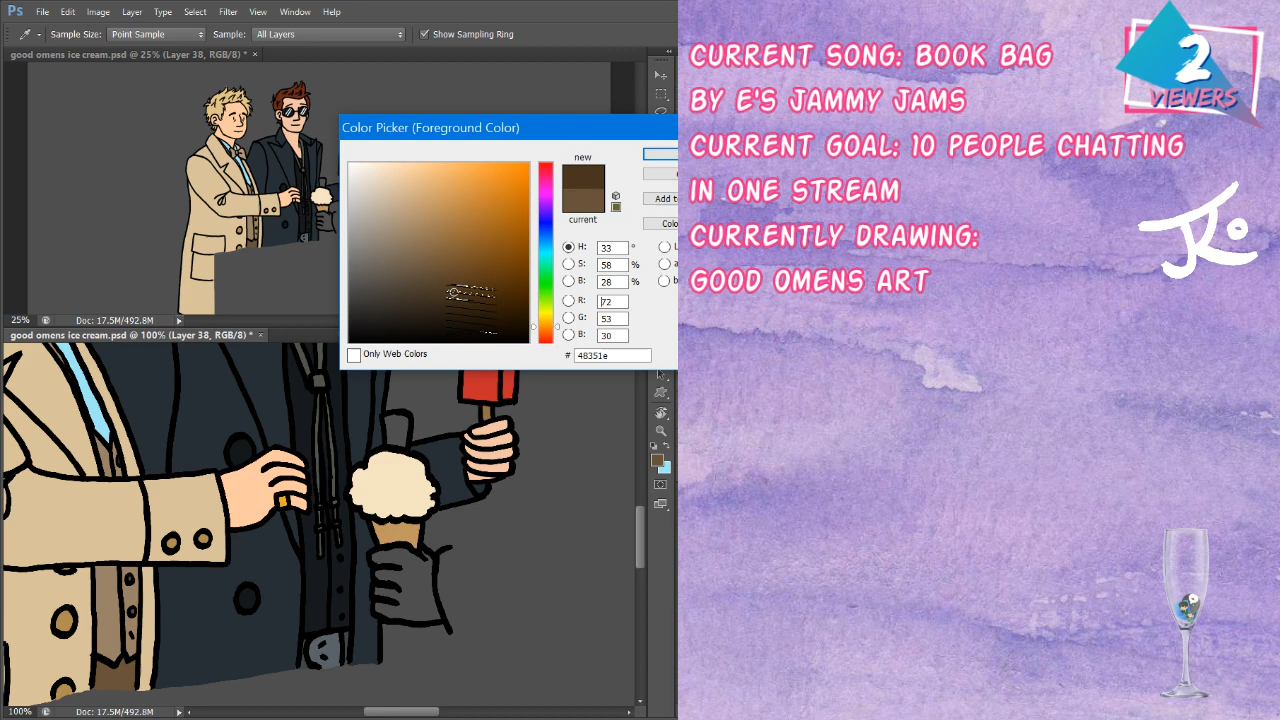 Ps File Edit Image Layer Type Select Filter View Window Help
Sample Size: Point Sample Sample: All Layers Show Sampling Ring
good omens ice cream.psd @ 25% (Layer 38, RGB/8) * ×
Color Picker (Foreground Color)
new
current
Add to
Colo
H: 33 °
S: 58 %
B: 28 %
R: 72
G: 53
B: 30
L
a
b
Only Web Colors
# 48351e
25% Doc: 17.5M/492.8M
good omens ice cream.psd @ 100% (Layer 38, RGB/8) * ×
100% Doc: 17.5M/492.8M
CURRENT SONG: BOOK BAG
BY E'S JAMMY JAMS
CURRENT GOAL: 10 PEOPLE CHATTING
IN ONE STREAM
CURRENTLY DRAWING:
GOOD OMENS ART
2
VIEWERS